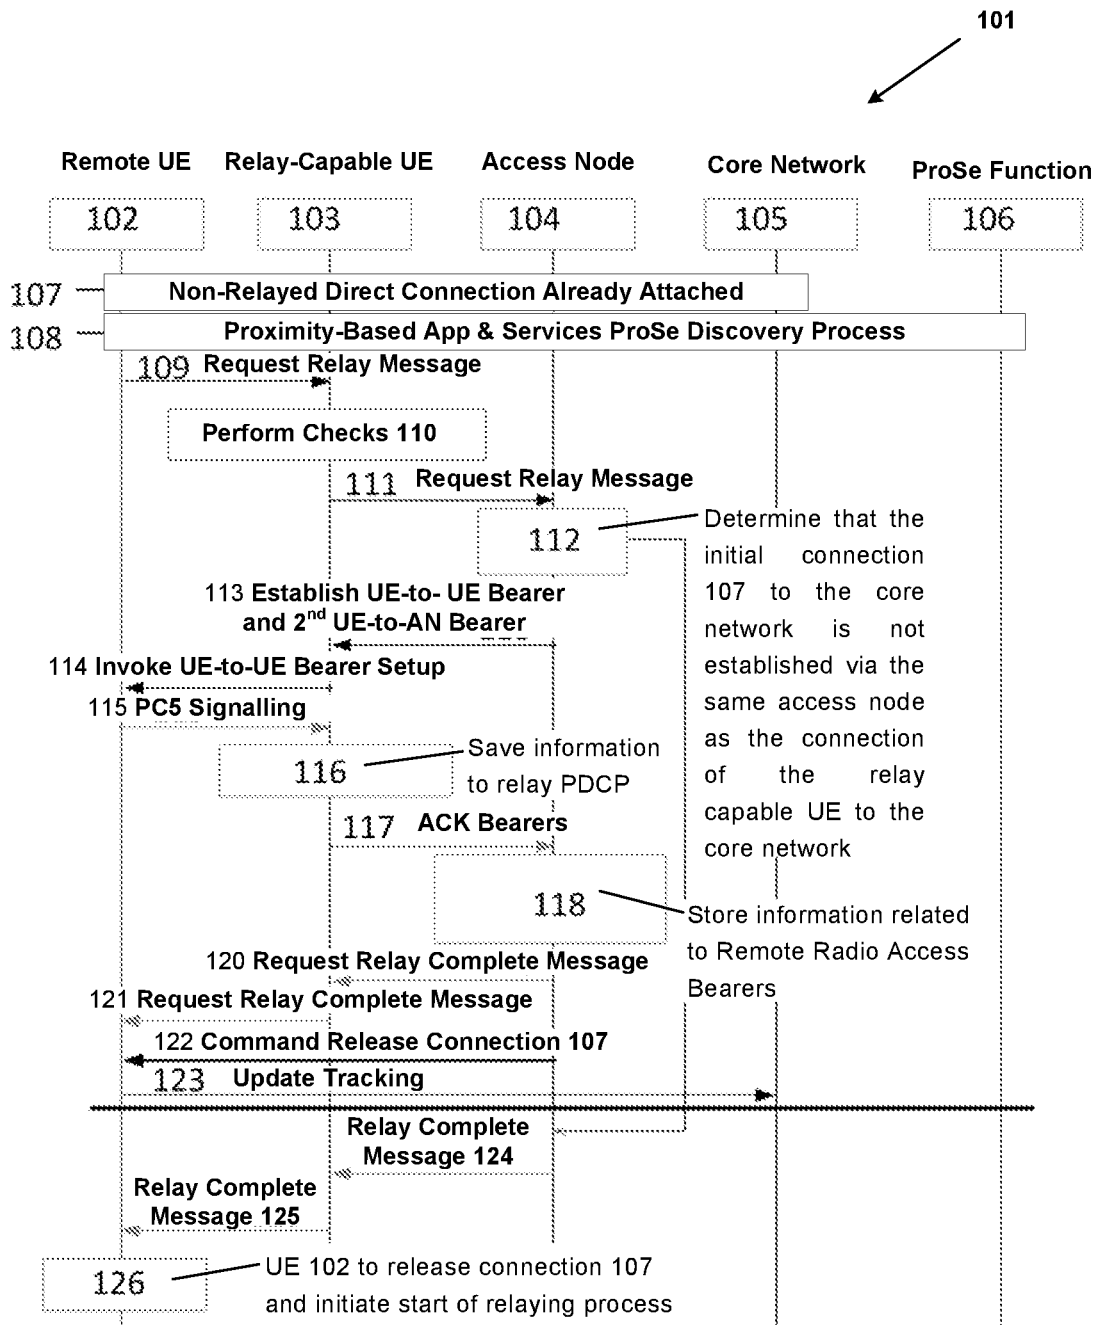 101
Remote UE
Relay-Capable UE
Access Node
Core Network
ProSe Function
102
103
104
105
106
107
Non-Relayed Direct Connection Already Attached
108
Proximity-Based App & Services ProSe Discovery Process
109 Request Relay Message
Perform Checks 110
111 Request Relay Message
112
Determine that the
initial connection
107 to the core
network is not
established via the
same access node
as the connection
of the relay
capable UE to the
core network
113 Establish UE-to- UE Bearer
and 2nd UE-to-AN Bearer
114 Invoke UE-to-UE Bearer Setup
115 PC5 Signalling
116
Save information
to relay PDCP
117 ACK Bearers
118
Store information related
to Remote Radio Access
Bearers
120 Request Relay Complete Message
121 Request Relay Complete Message
122 Command Release Connection 107
123 Update Tracking
Relay Complete
Message 124
Relay Complete
Message 125
126
UE 102 to release connection 107
and initiate start of relaying process